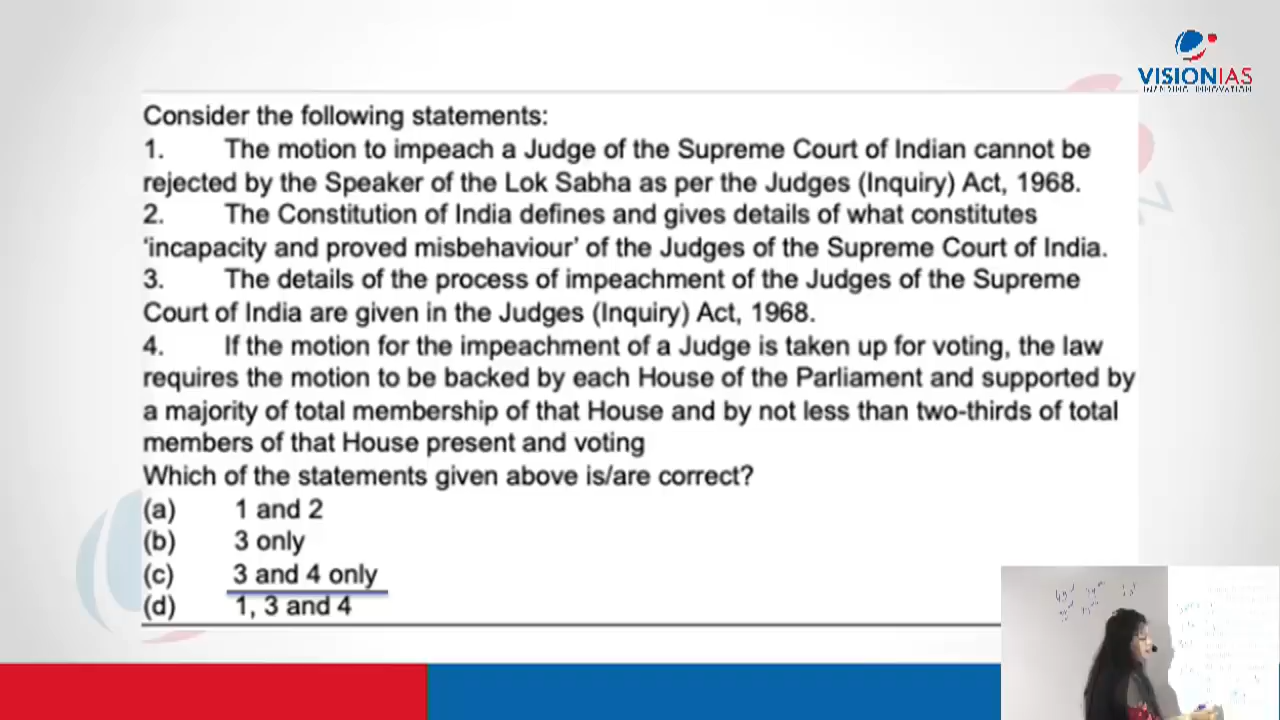 VISIONIAS
INSPIRING INNOVATION
Consider the following statements:
1. The motion to impeach a Judge of the Supreme Court of Indian cannot be
rejected by the Speaker of the Lok Sabha as per the Judges (Inquiry) Act, 1968.
2. The Constitution of India defines and gives details of what constitutes
‘incapacity and proved misbehaviour’ of the Judges of the Supreme Court of India.
3. The details of the process of impeachment of the Judges of the Supreme
Court of India are given in the Judges (Inquiry) Act, 1968.
4. If the motion for the impeachment of a Judge is taken up for voting, the law
requires the motion to be backed by each House of the Parliament and supported by
a majority of total membership of that House and by not less than two-thirds of total
members of that House present and voting
Which of the statements given above is/are correct?
(a) 1 and 2
(b) 3 only
(c) 3 and 4 only
(d) 1, 3 and 4